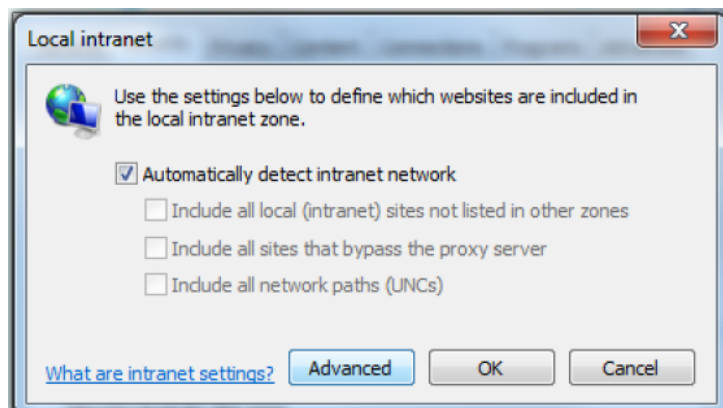 Local intranet
Use the settings below to define which websites are included in
the local intranet zone.
Automatically detect intranet network
Include all local (intranet) sites not listed in other zones
Include all sites that bypass the proxy server
Include all network paths (UNCs)
What are intranet settings?
Advanced
OK
Cancel